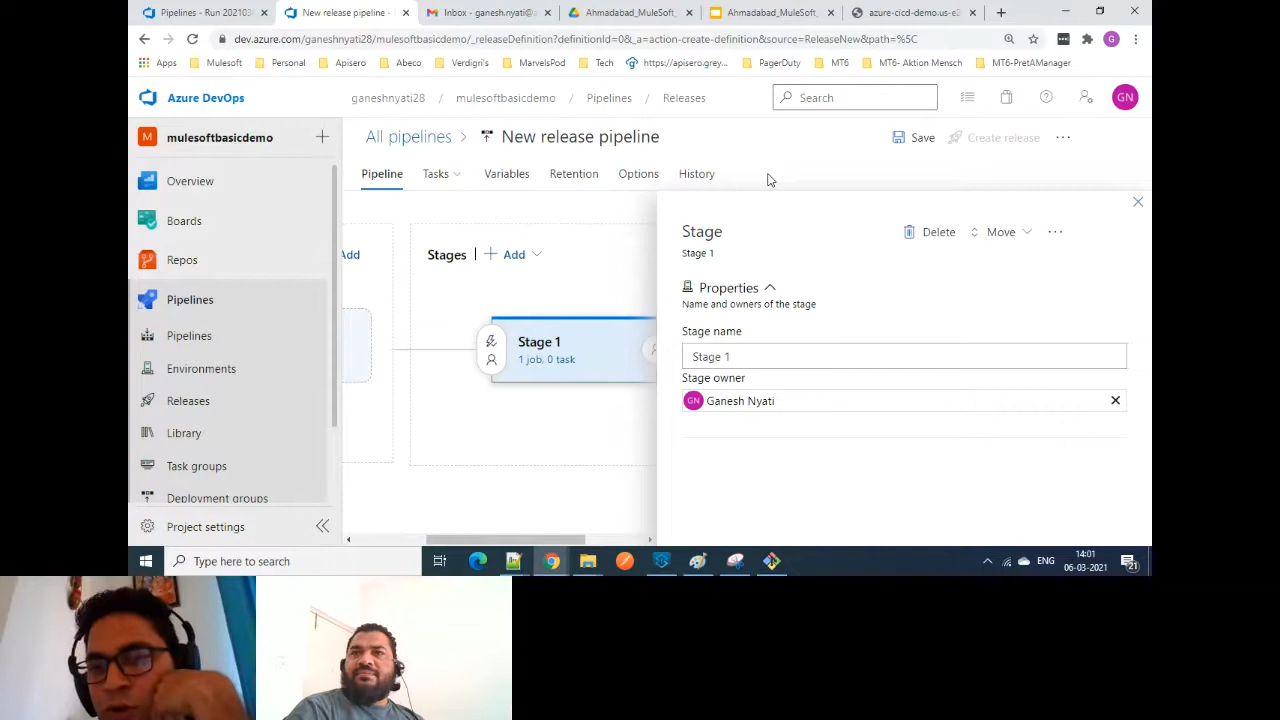 Pipelines - Run 2021030
New release pipeline -
Inbox - ganesh.nyati@a
Ahmadabad_MuleSoft_
Ahmadabad_MuleSoft_
azure-cicd-demo.us-e2
dev.azure.com/ganeshnyati28/mulesoftbasicdemo/_releaseDefinition?definitionId=0&_a=action-create-definition&source=ReleaseNew&path=%5C
G
Apps
Mulesoft
Personal
Apisero
Abeco
Verdigri's
MarvelsPod
Tech
https://apisero.grey...
PagerDuty
MT6
MT6- Aktion Mensch
MT6-PretAManager
Azure DevOps
ganeshnyati28 / mulesoftbasicdemo / Pipelines / Releases
Search
GN
M mulesoftbasicdemo
All pipelines > New release pipeline
Save
Create release
Overview
Boards
Repos
Pipelines
Pipelines
Environments
Releases
Library
Task groups
Deployment groups
Project settings
Pipeline Tasks Variables Retention Options History
Add
Stages | + Add
Stage 1
1 job, 0 task
Stage
Stage 1
Delete
Move
Properties
Name and owners of the stage
Stage name
Stage 1
Stage owner
GN Ganesh Nyati
Type here to search
ENG
14:01
06-03-2021
21